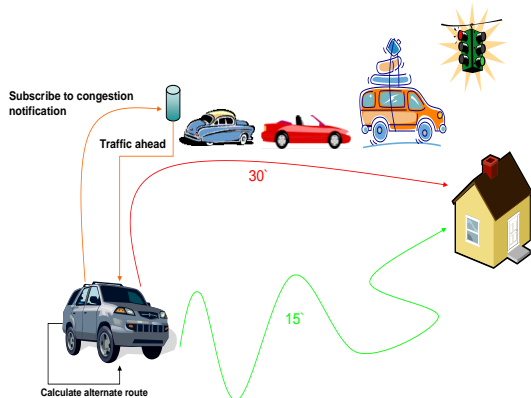 Subscribe to congestion
notification
Traffic ahead
30`
15`
Calculate alternate route